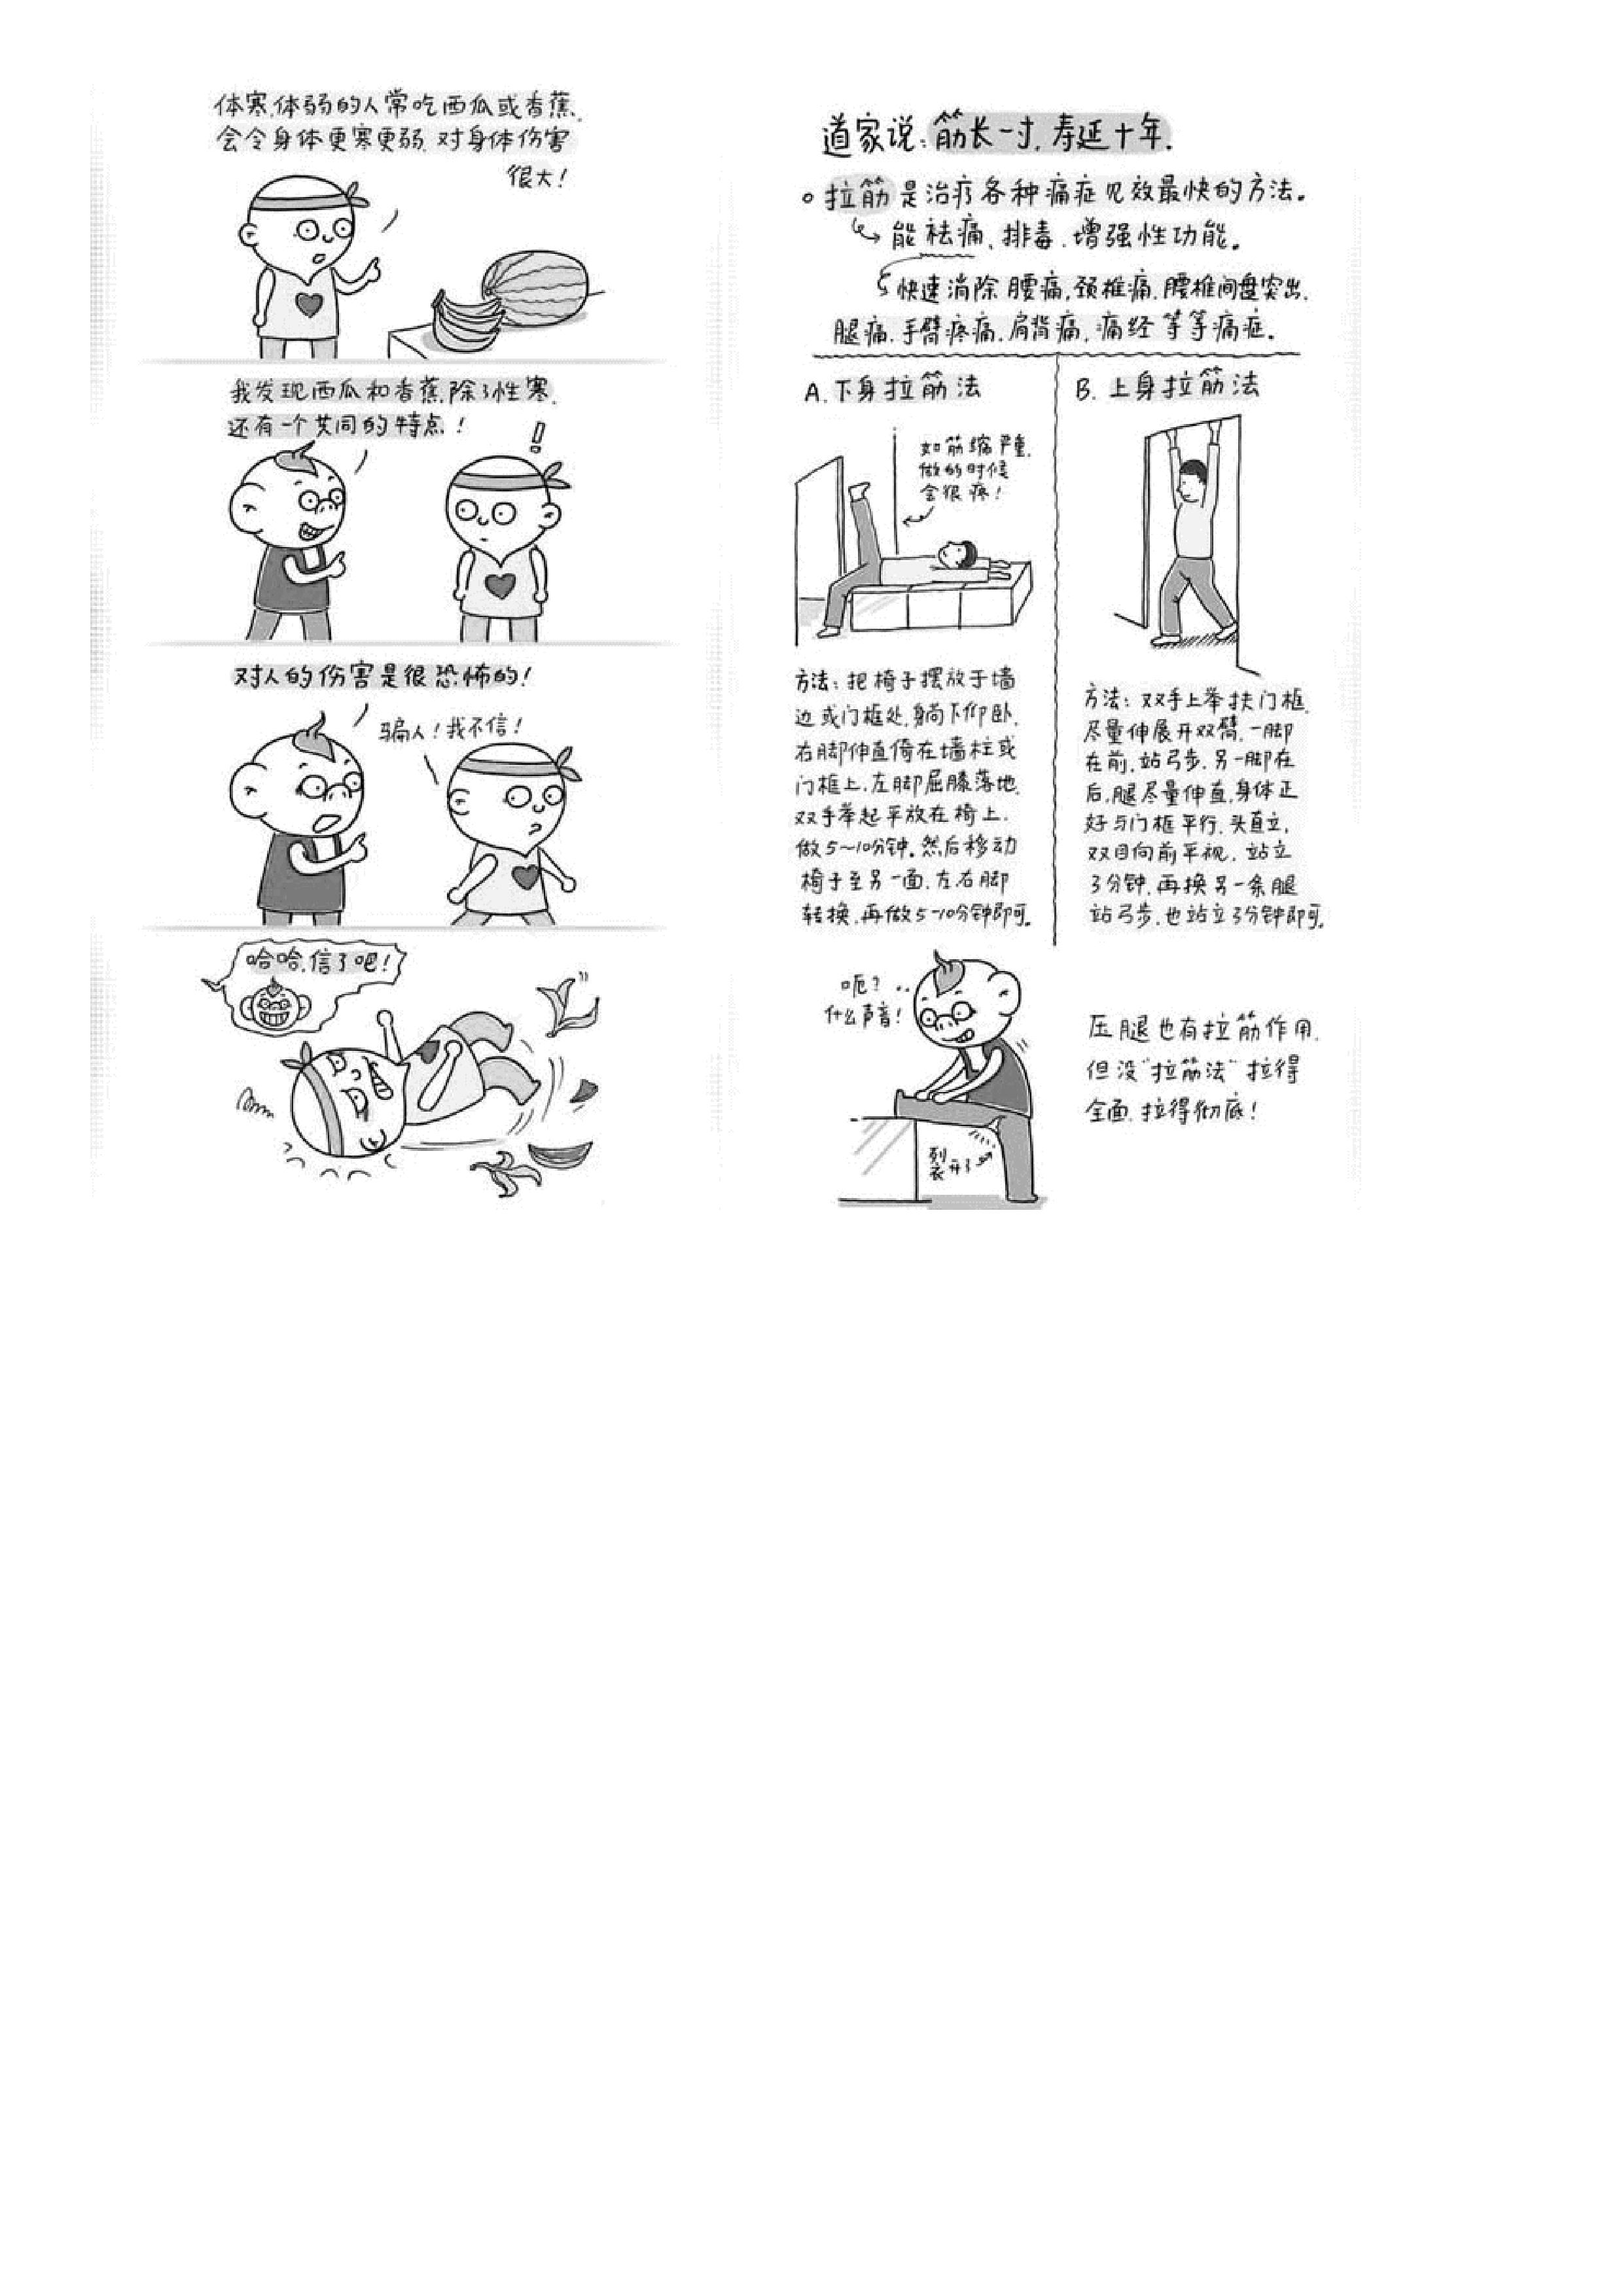 体寒、体弱的人常吃西瓜或香蕉,
会令身体更寒更弱,对身体伤害
很大!
我发现西瓜和香蕉,除了性寒,
还有一个共同的特点!
!
对人的伤害是很恐怖的!
骗人!我不信!
哈哈,信了吧!
道家说:筋长一寸,寿延十年.
拉筋是治疗各种痛症见效最快的方法。
能祛痛、排毒、增强性功能。
快速消除腰痛,颈椎痛,腰椎间盘突出,
腿痛,手臂疼痛,肩背痛,痛经等等痛症。
A.下身拉筋法
如筋缩严重,
做的时候
会很疼!
方法:把椅子摆放于墙
边或门框处,躺下仰卧,
右脚伸直倚在墙柱或
门框上,左脚屈膝落地,
双手举起平放在椅上,
做5~10分钟。然后移动
椅子至另一面,左右脚
转换,再做5~10分钟即可。
B.上身拉筋法
方法:双手上举扶门框,
尽量伸展开双臂,一脚
在前,站弓步,另一脚在
后,腿尽量伸直,身体正
好与门框平行,头直立,
双目向前平视,站立
3分钟,再换另一条腿
站弓步,也站立3分钟即可。
呃?..
什么声音!
裂开了
压腿也有拉筋作用,
但没"拉筋法"拉得
全面,拉得彻底!